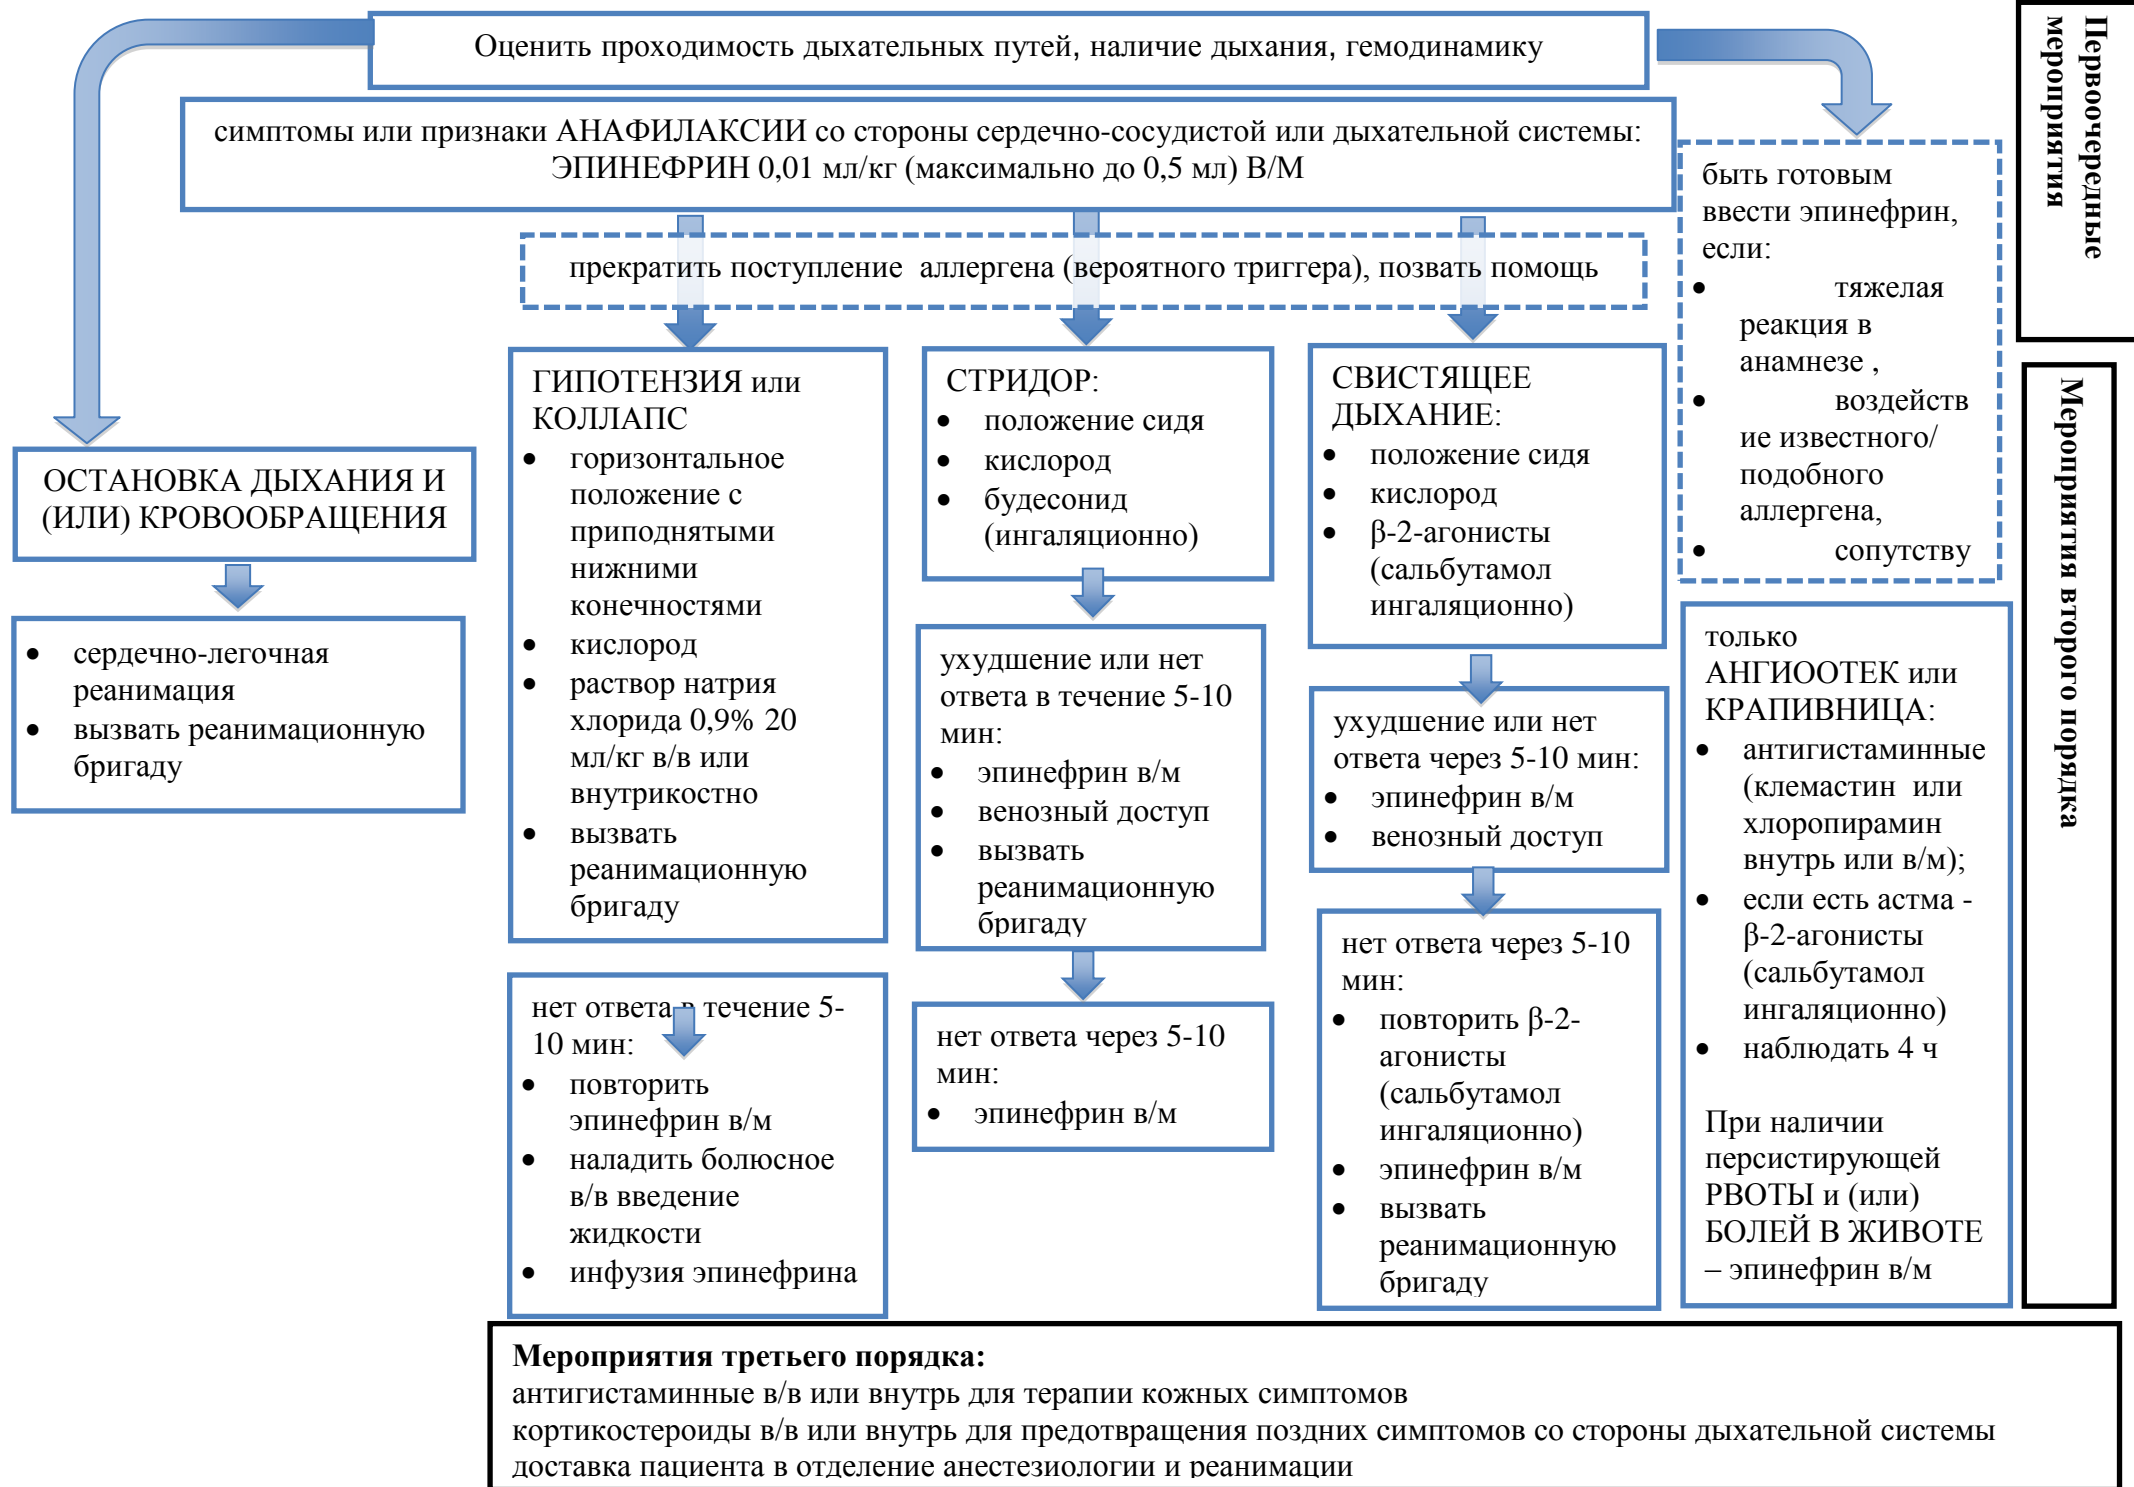 Оценить проходимость дыхательных путей, наличие дыхания, гемодинамику
Первоочередные
мероприятия
симптомы или признаки АНАФИЛАКСИИ со стороны сердечно-сосудистой или дыхательной системы:
ЭПИНЕФРИН 0,01 мл/кг (максимально до 0,5 мл) В/М
быть готовым
ввести эпинефрин,
если:
• тяжелая
реакция в
анамнезе ,
• воздейств
ие известного/
подобного
аллергена,
• сопутству
прекратить поступление аллергена (вероятного триггера), позвать помощь
ОСТАНОВКА ДЫХАНИЯ И
(ИЛИ) КРОВООБРАЩЕНИЯ
• сердечно-легочная
реанимация
• вызвать реанимационную
бригаду
ГИПОТЕНЗИЯ или
КОЛЛАПС
• горизонтальное
положение с
приподнятыми
нижними
конечностями
• кислород
• раствор натрия
хлорида 0,9% 20
мл/кг в/в или
внутрикостно
• вызвать
реанимационную
бригаду
нет ответа в течение 5-
10 мин:
• повторить
эпинефрин в/м
• наладить болюсное
в/в введение
жидкости
• инфузия эпинефрина
СТРИДОР:
• положение сидя
• кислород
• будесонид
(ингаляционно)
ухудшение или нет
ответа в течение 5-10
мин:
• эпинефрин в/м
• венозный доступ
• вызвать
реанимационную
бригаду
нет ответа через 5-10
мин:
• эпинефрин в/м
СВИСТЯЩЕЕ
ДЫХАНИЕ:
• положение сидя
• кислород
• β-2-агонисты
(сальбутамол
ингаляционно)
ухудшение или нет
ответа через 5-10 мин:
• эпинефрин в/м
• венозный доступ
нет ответа через 5-10
мин:
• повторить β-2-
агонисты
(сальбутамол
ингаляционно)
• эпинефрин в/м
• вызвать
реанимационную
бригаду
только
АНГИООТЕК или
КРАПИВНИЦА:
• антигистаминные
(клемастин или
хлоропирамин
внутрь или в/м);
• если есть астма -
β-2-агонисты
(сальбутамол
ингаляционно)
• наблюдать 4 ч
При наличии
персистирующей
РВОТЫ и (или)
БОЛЕЙ В ЖИВОТЕ
– эпинефрин в/м
Мероприятия второго порядка
Мероприятия третьего порядка:
антигистаминные в/в или внутрь для терапии кожных симптомов
кортикостероиды в/в или внутрь для предотвращения поздних симптомов со стороны дыхательной системы
доставка пациента в отделение анестезиологии и реанимации